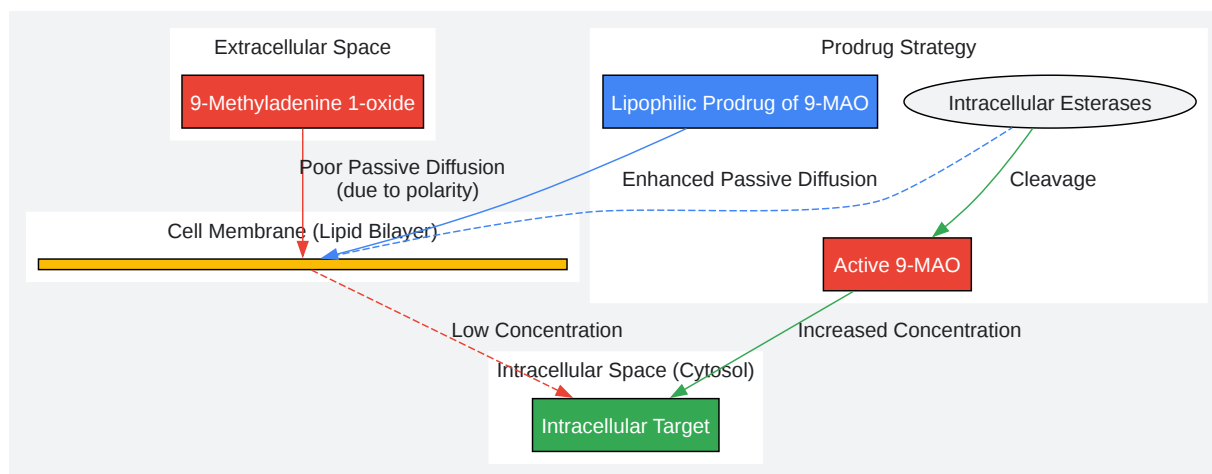 Extracellular Space
Prodrug Strategy
9-Methyladenine 1-oxide
Lipophilic Prodrug of 9-MAO
Intracellular Esterases
Poor Passive Diffusion
(due to polarity)
Enhanced Passive Diffusion
Cleavage
Cell Membrane (Lipid Bilayer)
Active 9-MAO
Low Concentration
Increased Concentration
Intracellular Space (Cytosol)
Intracellular Target